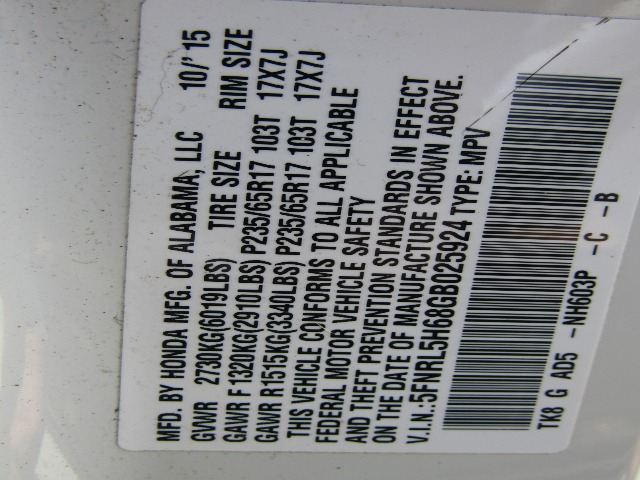 MFD. BY HONDA MFG. OF ALABAMA, LLC 10/'15
GVWR 2730KG(6019LBS) TIRE SIZE RIM SIZE
GAWR F 1320KG(2910LBS) P235/65R17 103T 17X7J
GAWR R1515KG(3340LBS) P235/65R17 103T 17X7J
THIS VEHICLE CONFORMS TO ALL APPLICABLE
FEDERAL MOTOR VEHICLE SAFETY
AND THEFT PREVENTION STANDARDS IN EFFECT
ON THE DATE OF MANUFACTURE SHOWN ABOVE.
V.I.N.:5FNRL5H68GB025924 TYPE: MPV
TK8 G AD5 -NH603P -C -B